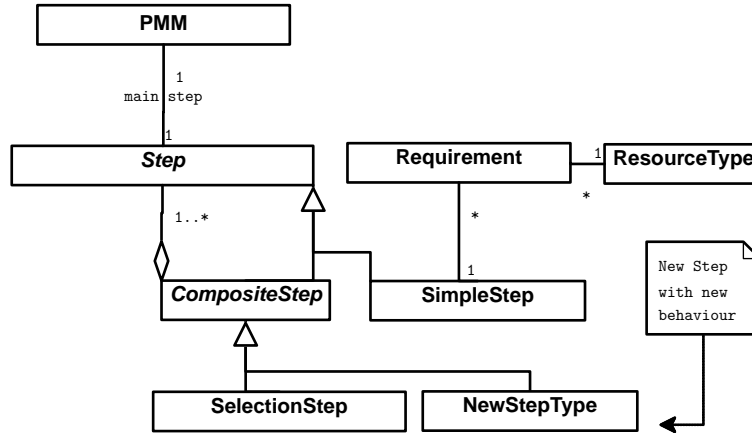 PMM
1
main step
1
Step
Requirement
1
ResourceType
*
1..*
*
New Step
with new
behaviour
1
CompositeStep
SimpleStep
SelectionStep
NewStepType